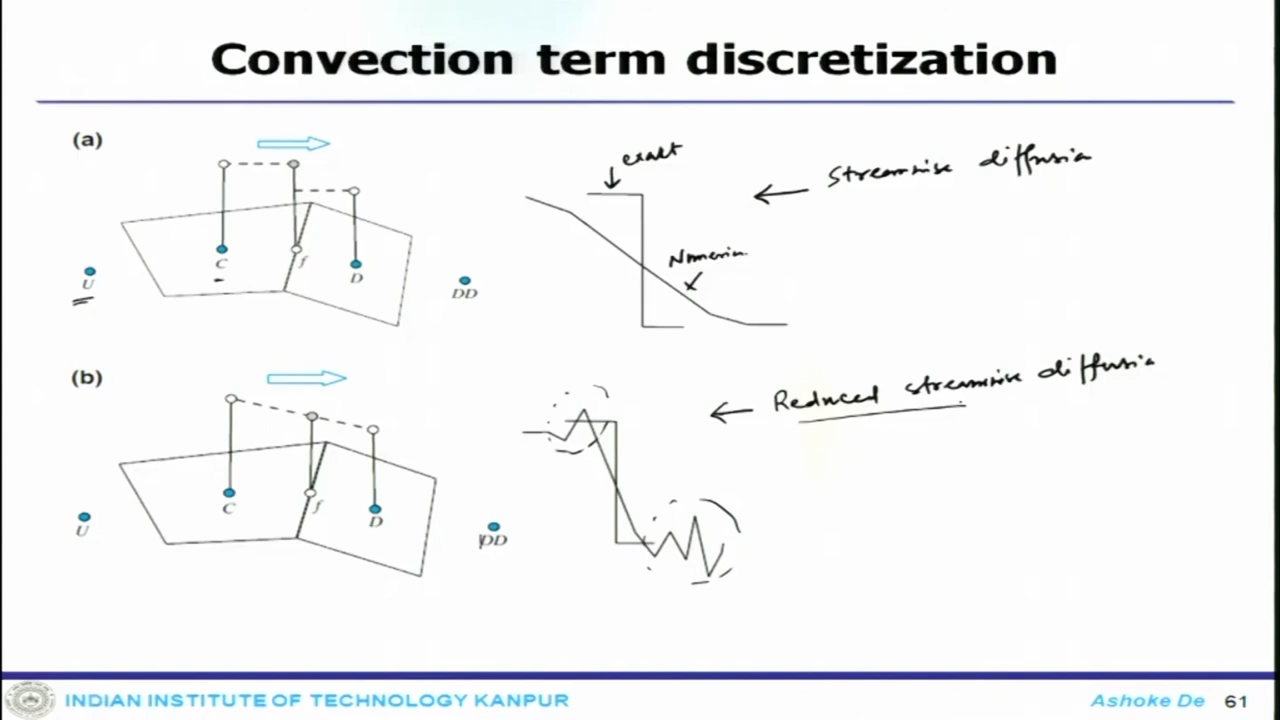 Convection term discretization
(a)
exact
Streamwise diffusion
C
f
D
U
DD
Numerical
(b)
Reduced streamwise diffusion
C
f
D
U
DD
INDIAN INSTITUTE OF TECHNOLOGY KANPUR
Ashoke De 61